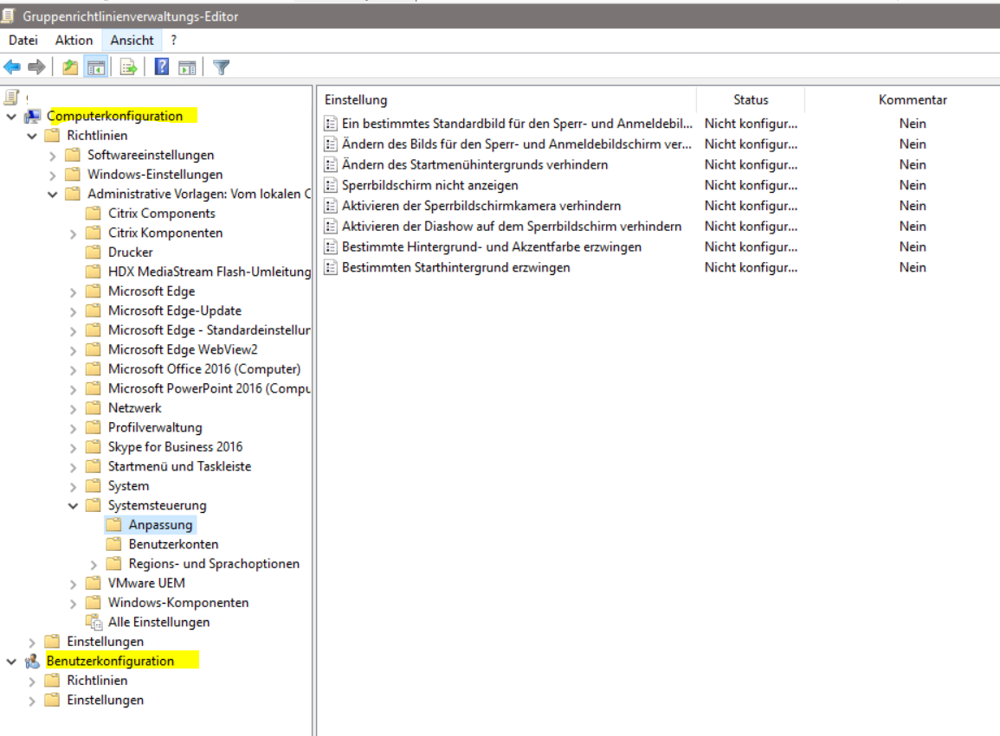 Gruppenrichtlinienverwaltungs-Editor
Datei Aktion Ansicht ?
Computerkonfiguration
Richtlinien
Softwareeinstellungen
Windows-Einstellungen
Administrative Vorlagen: Vom lokalen C
Citrix Components
Citrix Komponenten
Drucker
HDX MediaStream Flash-Umleitung
Microsoft Edge
Microsoft Edge-Update
Microsoft Edge - Standardeinstellur
Microsoft Edge WebView2
Microsoft Office 2016 (Computer)
Microsoft PowerPoint 2016 (Compu
Netzwerk
Profilverwaltung
Skype for Business 2016
Startmenü und Taskleiste
System
Systemsteuerung
Anpassung
Benutzerkonten
Regions- und Sprachoptionen
VMware UEM
Windows-Komponenten
Alle Einstellungen
Einstellungen
Benutzerkonfiguration
Richtlinien
Einstellungen
Einstellung Status Kommentar
Ein bestimmtes Standardbild für den Sperr- und Anmeldebil... Nicht konfigur... Nein
Ändern des Bilds für den Sperr- und Anmeldebildschirm ver... Nicht konfigur... Nein
Ändern des Startmenühintergrunds verhindern Nicht konfigur... Nein
Sperrbildschirm nicht anzeigen Nicht konfigur... Nein
Aktivieren der Sperrbildschirmkamera verhindern Nicht konfigur... Nein
Aktivieren der Diashow auf dem Sperrbildschirm verhindern Nicht konfigur... Nein
Bestimmte Hintergrund- und Akzentfarbe erzwingen Nicht konfigur... Nein
Bestimmten Starthintergrund erzwingen Nicht konfigur... Nein